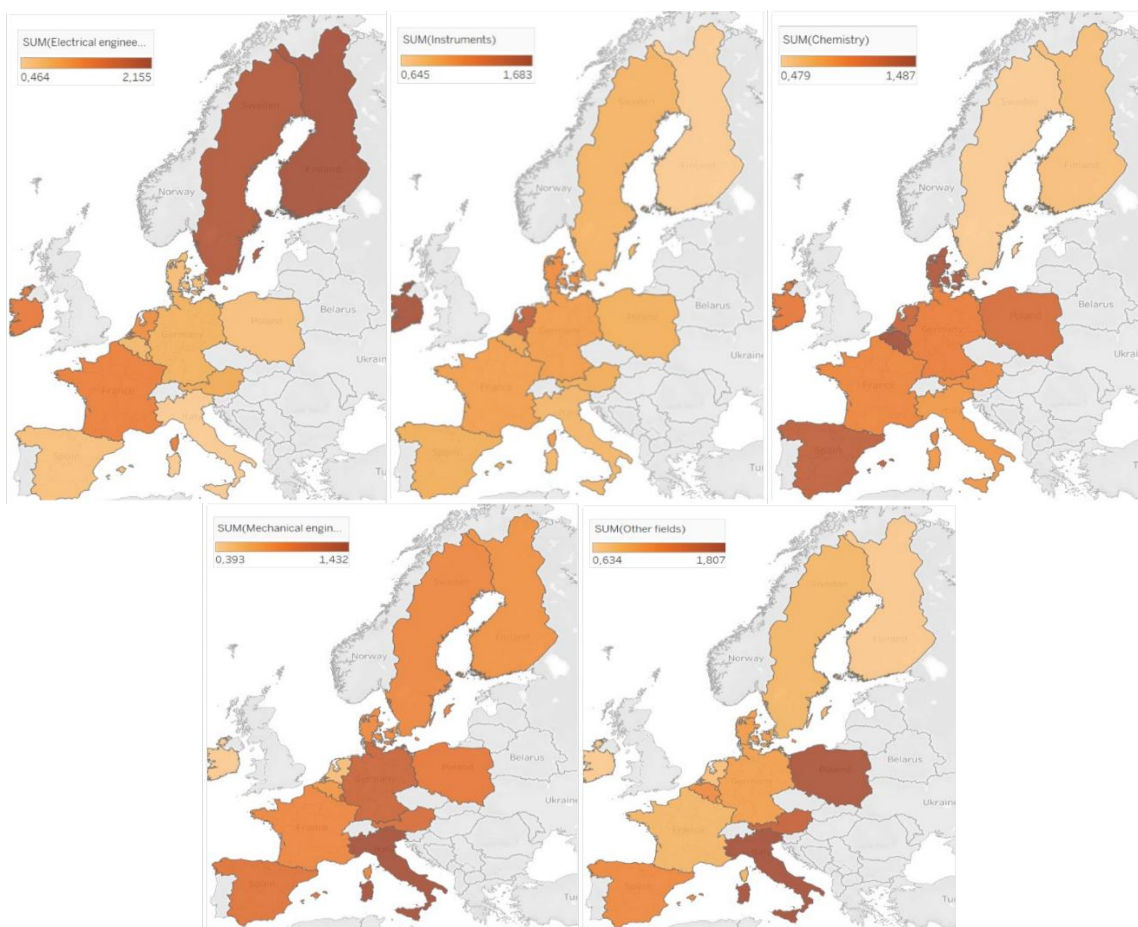 SUM(Electrical enginee...
0,464 2,155
Sweden
Finland
Norway
Germany
Poland
France
Spain
SUM(Instruments)
0,645 1,683
Sweden
Finland
Norway
Belarus
Ukraine
Germany
Poland
France
Spain
Tur
SUM(Chemistry)
0,479 1,487
Sweden
Finland
Norway
Belarus
Ukraine
Germany
Poland
France
Spain
Tu
SUM(Mechanical engin...
0,393 1,432
Sweden
Finland
Norway
Belarus
Ukraine
Germany
Poland
France
Spain
Tur
SUM(Other fields)
0,634 1,807
Sweden
Finland
Norway
Belarus
Ukraine
Germany
Poland
France
Spain
Tur